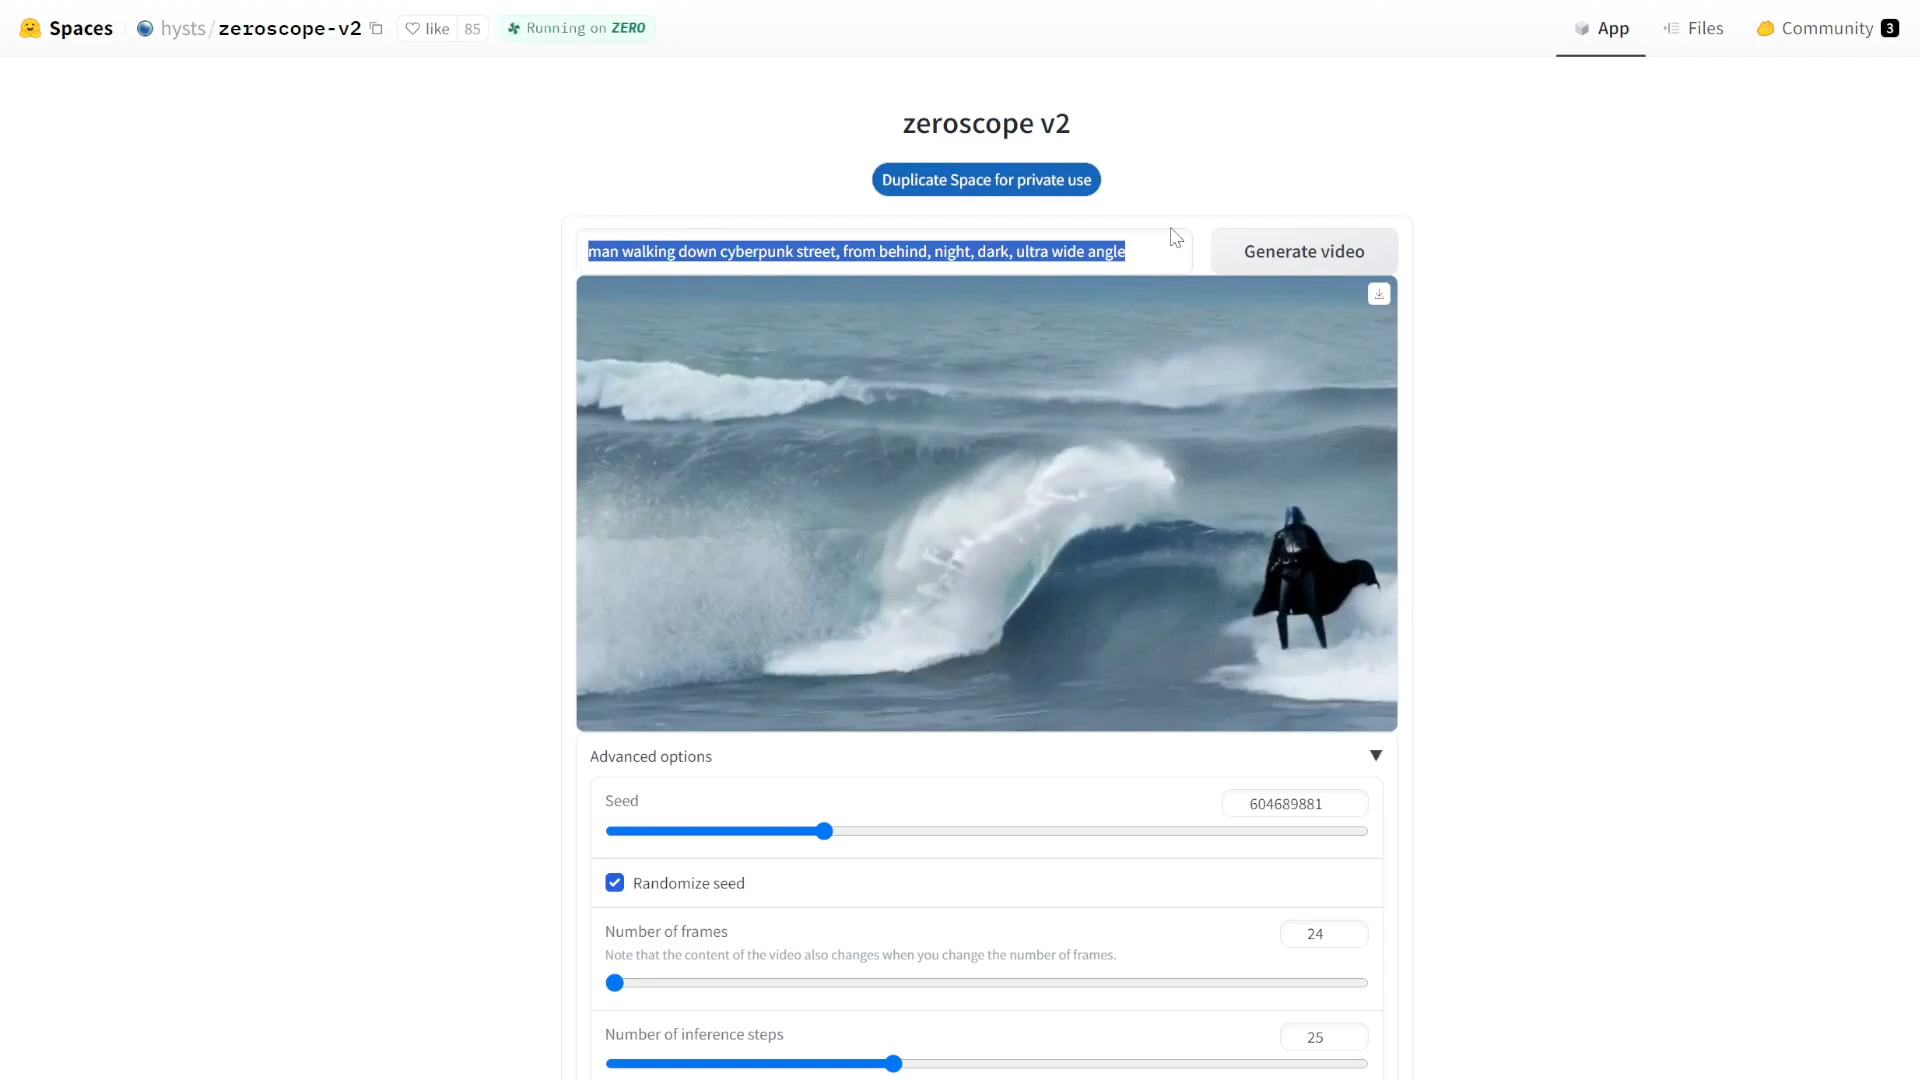 Spaces hysts/zeroscope-v2 like 85 Running on ZERO App Files Community 3
zeroscope v2
Duplicate Space for private use
man walking down cyberpunk street, from behind, night, dark, ultra wide angle Generate video
Advanced options ▼
Seed 604689881
Randomize seed
Number of frames 24
Note that the content of the video also changes when you change the number of frames.
Number of inference steps 25